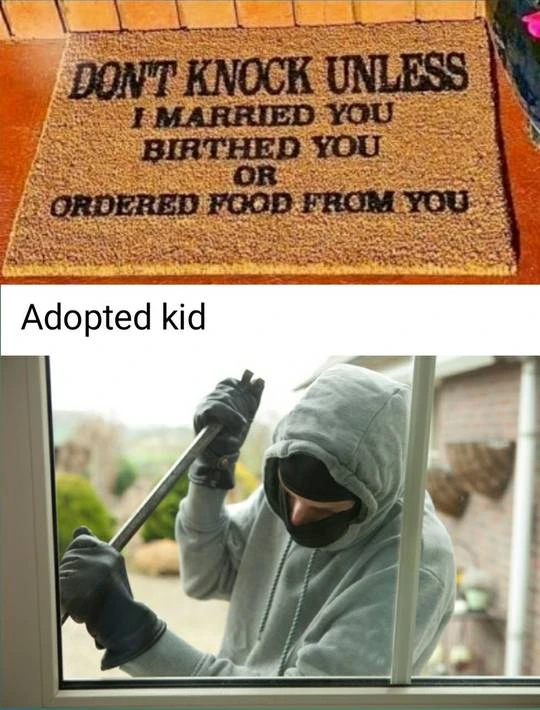 DON'T KNOCK UNLESS
I MARRIED YOU
BIRTHED YOU
OR
ORDERED FOOD FROM YOU
Adopted kid